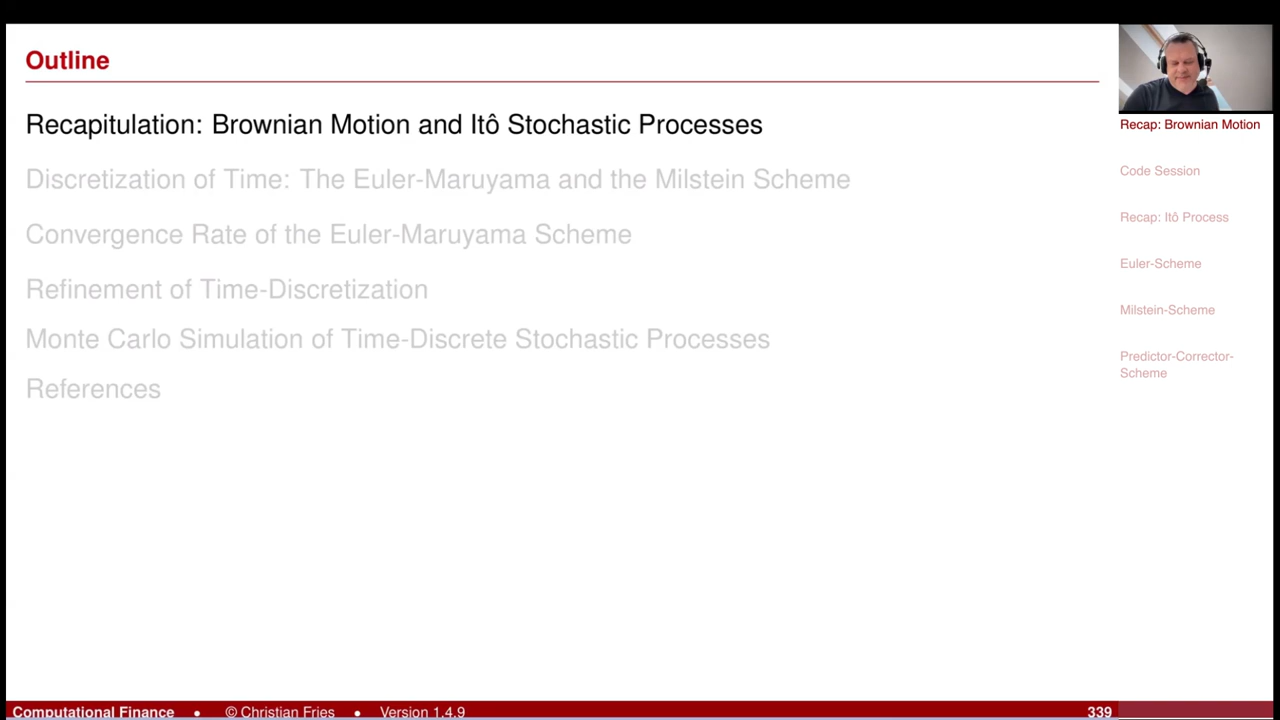 Outline
Recapitulation: Brownian Motion and Itô Stochastic Processes
Discretization of Time: The Euler-Maruyama and the Milstein Scheme
Convergence Rate of the Euler-Maruyama Scheme
Refinement of Time-Discretization
Monte Carlo Simulation of Time-Discrete Stochastic Processes
References
Recap: Brownian Motion
Code Session
Recap: Itô Process
Euler-Scheme
Milstein-Scheme
Predictor-Corrector-
Scheme
Computational Finance • © Christian Fries • Version 1.4.9 339